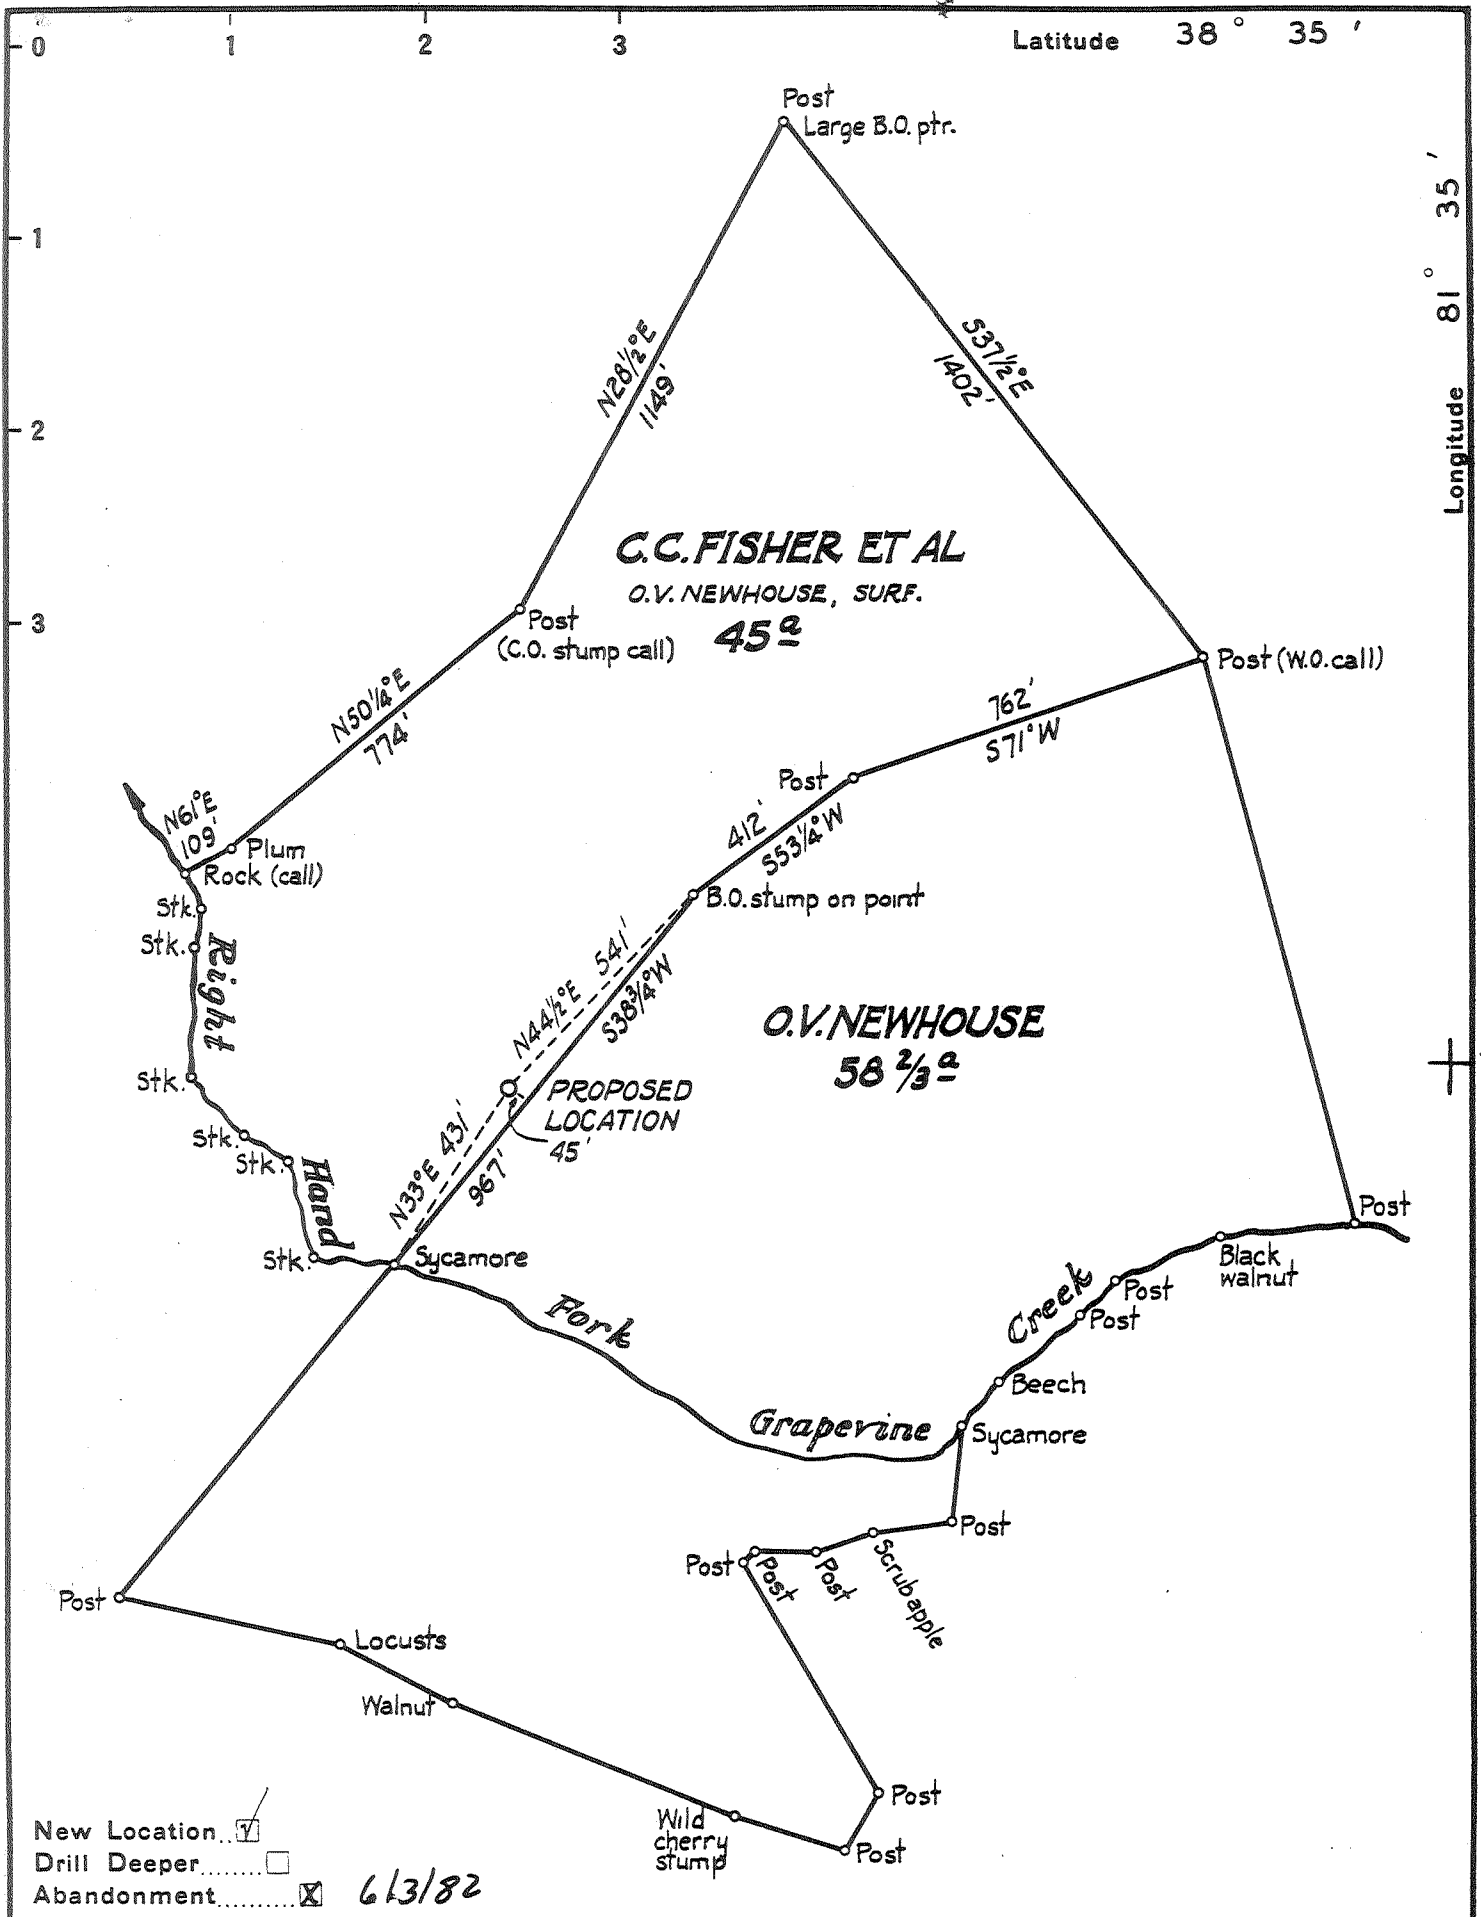 0 1 2 3 Latitude 38° 35'
Post
Large B.O. ptr.
Longitude 81° 35'
1
2
3
N28½°E
1149'
S37½°E
1402'
C.C. FISHER ET AL
O.V. NEWHOUSE, SURF.
45 a
Post
(C.O. stump call)
Post (W.O. call)
N50¼°E
774'
762'
S71°W
Post
N61°E
109'
Plum
Rock (call)
412'
S53¼°W
B.O. stump on point
Stk.
Stk.
Right
N44½°E 541'
S38¾°W
O.V. NEWHOUSE
58 2/3 a
Stk.
PROPOSED
LOCATION
45'
Stk.
Stk.
Hand
N33°E 431'
967'
Stk.
Sycamore
Post
Black
walnut
Post
Post
Creek
Fork
Beech
Grapevine
Sycamore
Post
Scrub apple
Post
Post
Post
Post
Locusts
Walnut
Post
Wild
cherry
stump
Post
New Location.. √
Drill Deeper........
Abandonment.......... X 6/3/82